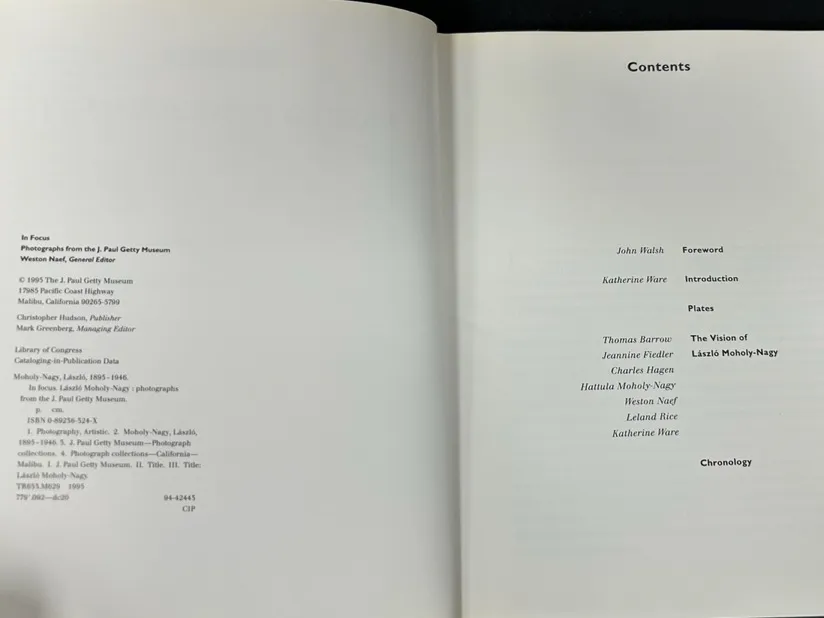 In Focus
Photographs from the J. Paul Getty Museum
Weston Naef, General Editor
© 1995 The J. Paul Getty Museum
17985 Pacific Coast Highway
Malibu, California 90265-5799
Christopher Hudson, Publisher
Mark Greenberg, Managing Editor
Library of Congress
Cataloging-in-Publication Data
Moholy-Nagy, László, 1895-1946.
In focus. László Moholy-Nagy : photographs
from the J. Paul Getty Museum.
p. cm.
ISBN 0-89236-324-X
1. Photography, Artistic. 2. Moholy-Nagy, László,
1895-1946. 3. J. Paul Getty Museum—Photograph
collections. 4. Photograph collections—California—
Malibu. I. J. Paul Getty Museum. II. Title. III. Title:
László Moholy-Nagy.
TR653.M629 1995
779'.092—dc20 94-42445
CIP
Contents
John Walsh Foreword
Katherine Ware Introduction
Plates
Thomas Barrow The Vision of
Jeannine Fiedler László Moholy-Nagy
Charles Hagen
Hattula Moholy-Nagy
Weston Naef
Leland Rice
Katherine Ware
Chronology